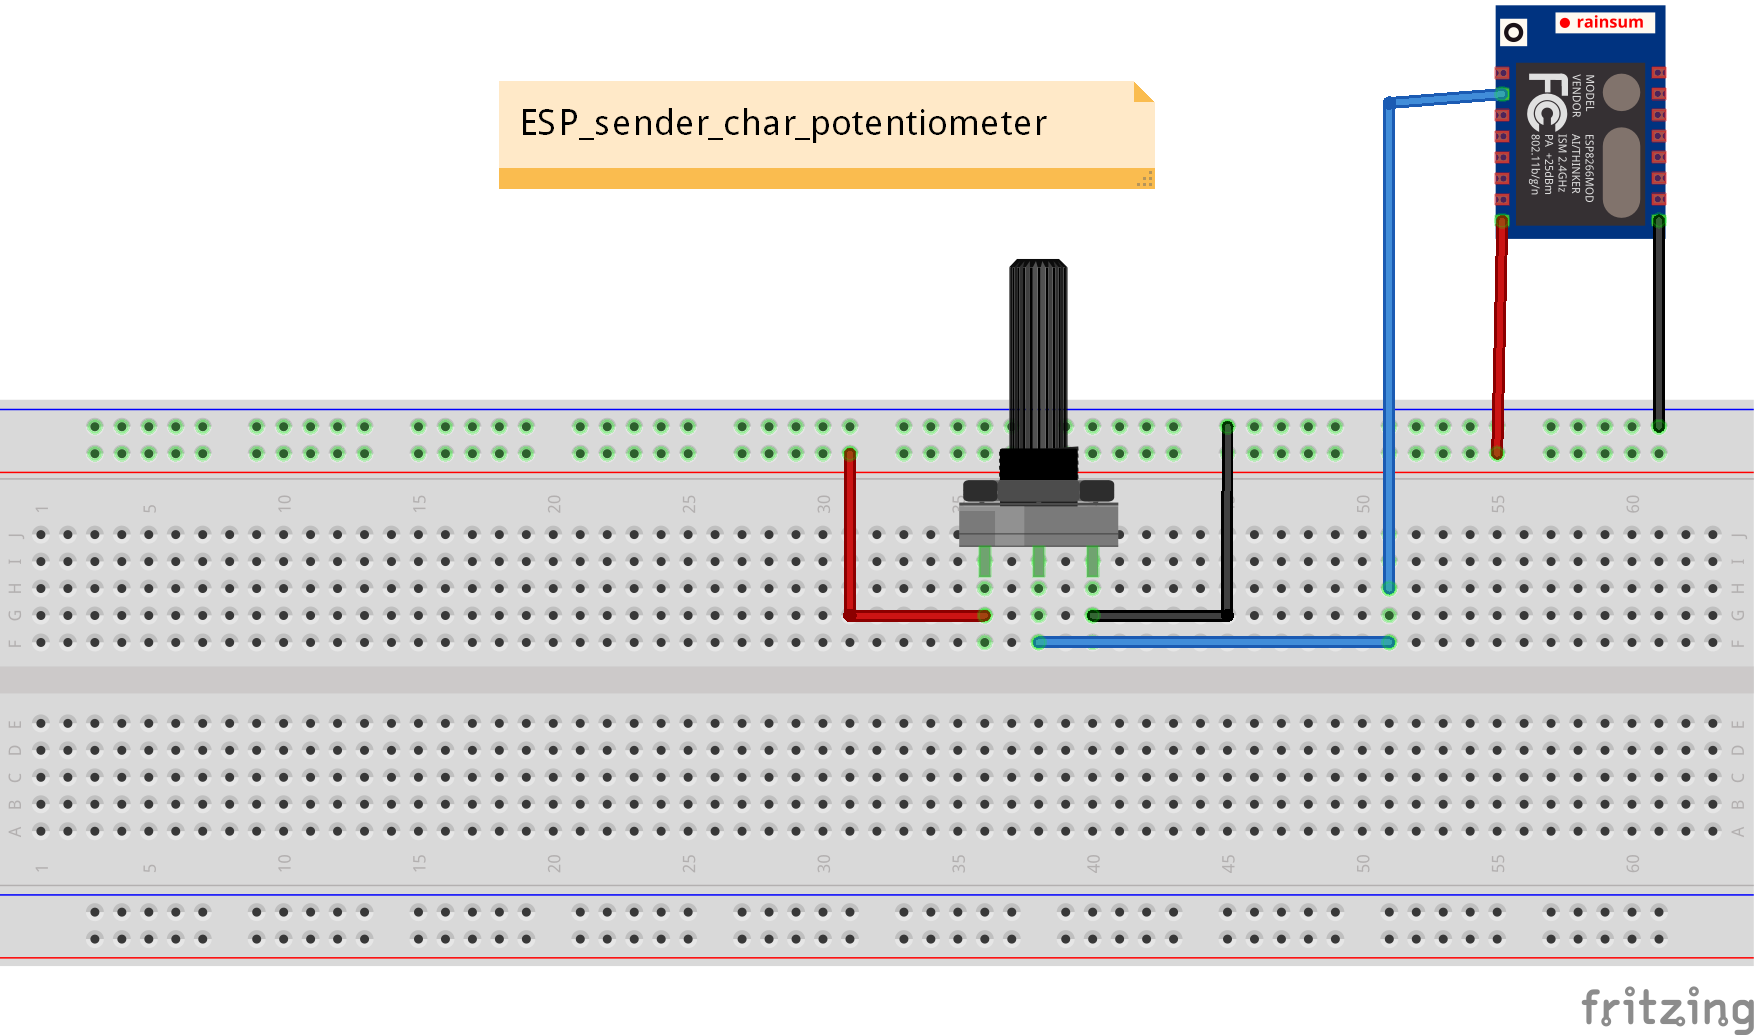 rainsum
ESP_sender_char_potentiometer
FC
MODEL ESP8266MOD
VENDOR AI/THINKER
ISM 2.4GHz
PA +25dBm
802.11b/g/n
1 5 10 15 20 25 30 35 50 55 60
J J
I I
H H
G G
F F
E E
D D
C C
B B
A A
1 5 10 15 20 25 30 35 40 45 50 55 60
fritzing